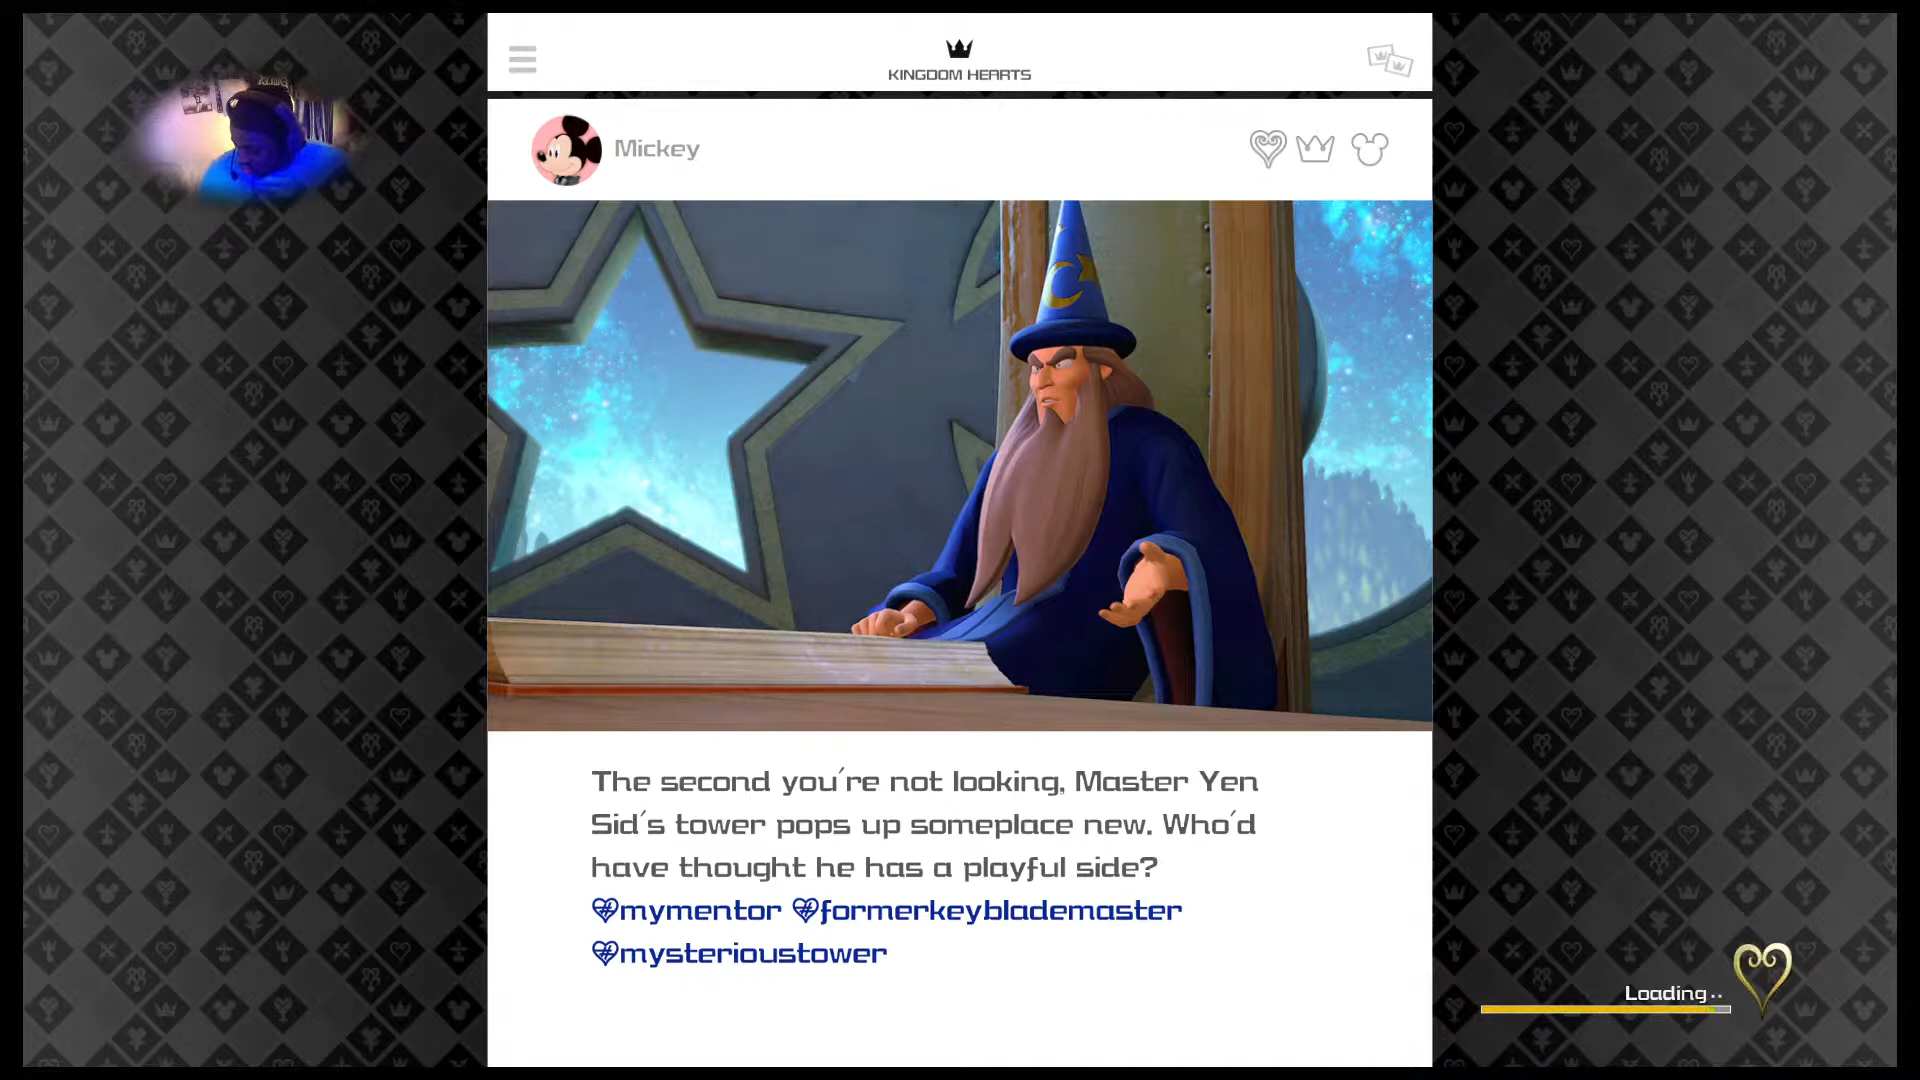 KINGDOM HEARTS
Mickey
The second you're not looking, Master Yen
Sid's tower pops up someplace new. Who'd
have thought he has a playful side?
#mymentor #formerkeyblademaster
#mysterioustower
Loading..